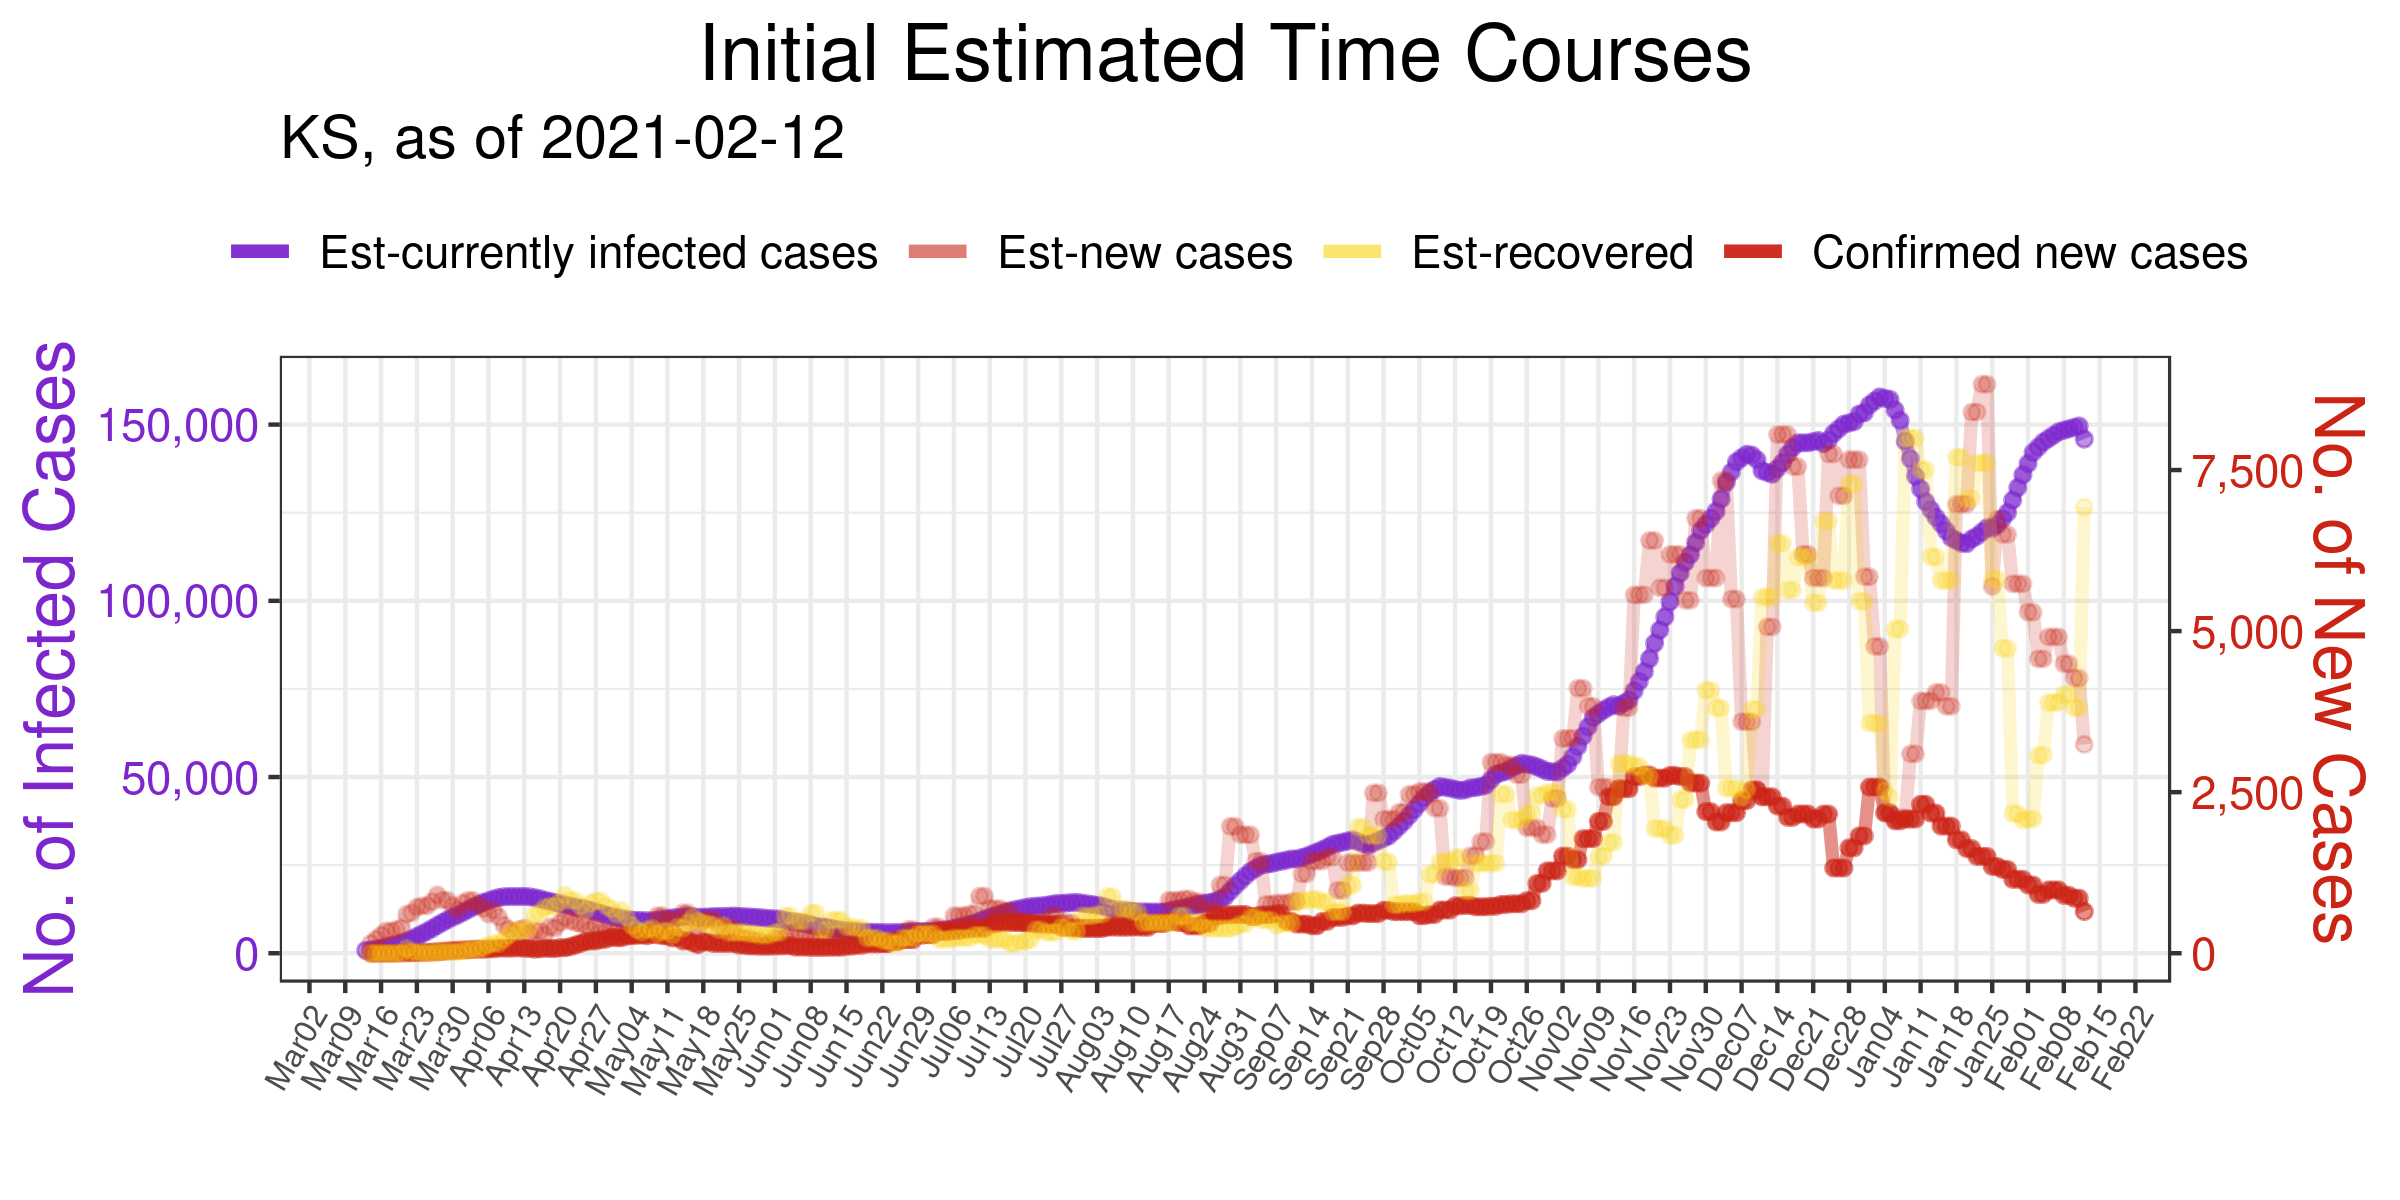 Initial Estimated Time Courses
KS, as of 2021-02-12
Est-currently infected cases Est-new cases Est-recovered Confirmed new cases
No. of Infected Cases
150,000
100,000
50,000
0
7,500
5,000
2,500
0
No. of New Cases
Mar02 Mar09 Mar16 Mar23 Mar30 Apr06 Apr13 Apr20 Apr27 May04 May11 May18 May25 Jun01 Jun08 Jun15 Jun22 Jun29 Jul06 Jul13 Jul20 Jul27 Aug03 Aug10 Aug17 Aug24 Aug31 Sep07 Sep14 Sep21 Sep28 Oct05 Oct12 Oct19 Oct26 Nov02 Nov09 Nov16 Nov23 Nov30 Dec07 Dec14 Dec21 Dec28 Jan04 Jan11 Jan18 Jan25 Feb01 Feb08 Feb15 Feb22